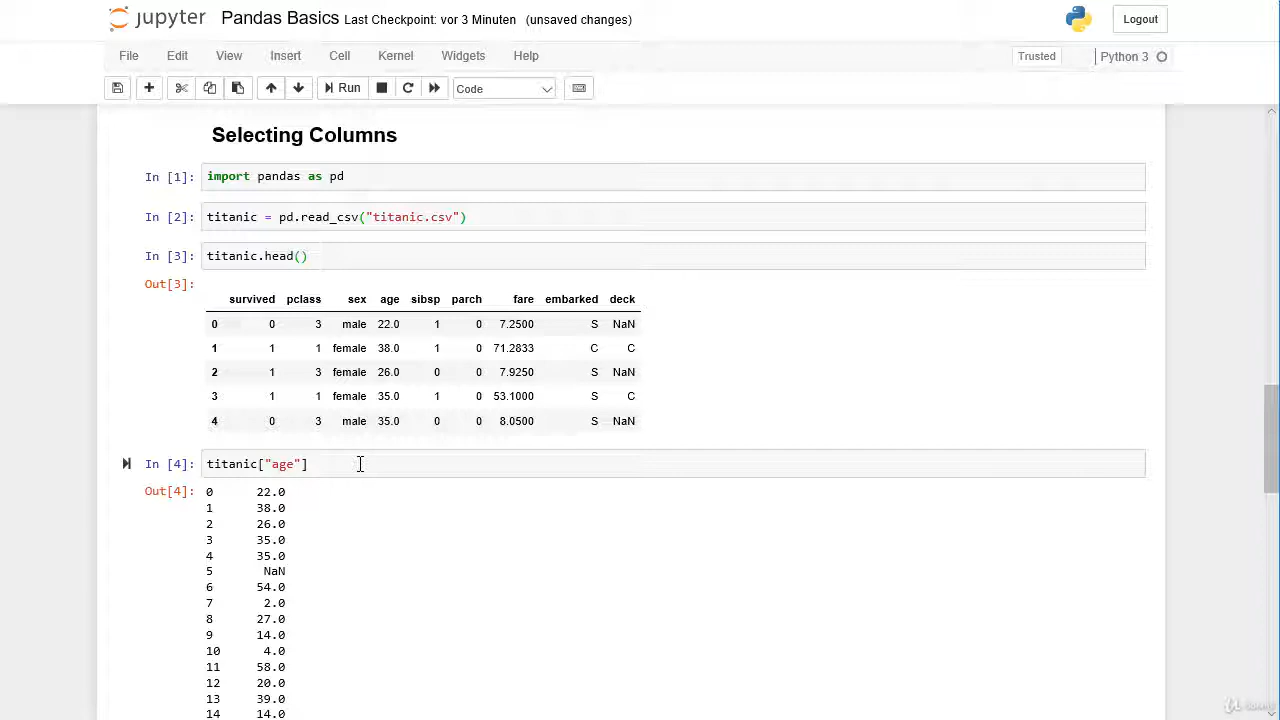 jupyter Pandas Basics Last Checkpoint: vor 3 Minuten (unsaved changes) Logout
File Edit View Insert Cell Kernel Widgets Help Trusted Python 3
Run Code
Selecting Columns
In [1]: import pandas as pd
In [2]: titanic = pd.read_csv("titanic.csv")
In [3]: titanic.head()
Out[3]:
survived pclass sex age sibsp parch fare embarked deck
0 0 3 male 22.0 1 0 7.2500 S NaN
1 1 1 female 38.0 1 0 71.2833 C C
2 1 3 female 26.0 0 0 7.9250 S NaN
3 1 1 female 35.0 1 0 53.1000 S C
4 0 3 male 35.0 0 0 8.0500 S NaN
In [4]: titanic["age"]
Out[4]: 0 22.0
1 38.0
2 26.0
3 35.0
4 35.0
5 NaN
6 54.0
7 2.0
8 27.0
9 14.0
10 4.0
11 58.0
12 20.0
13 39.0
14 14.0